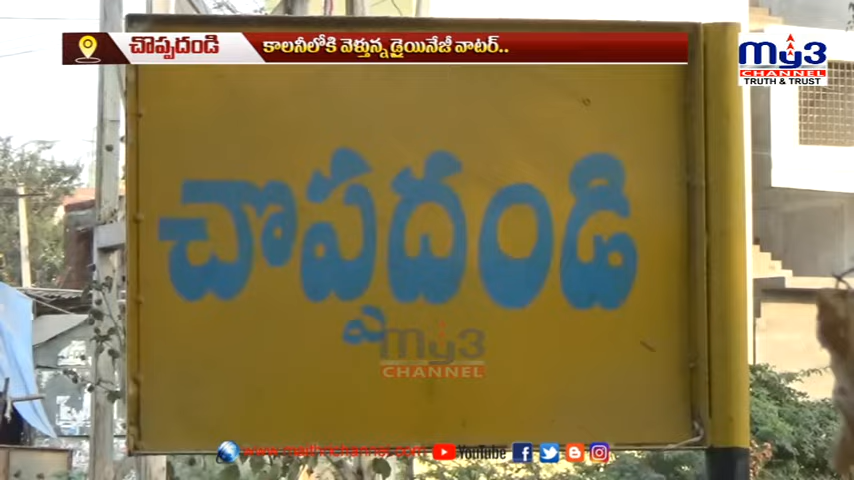 చొప్పదండి
కాలనీలోకి వెళ్తున్న డ్రైయినేజీ వాటర్..
My3
CHANNEL
TRUTH & TRUST
చొప్పదండి
My3
CHANNEL
YouTube